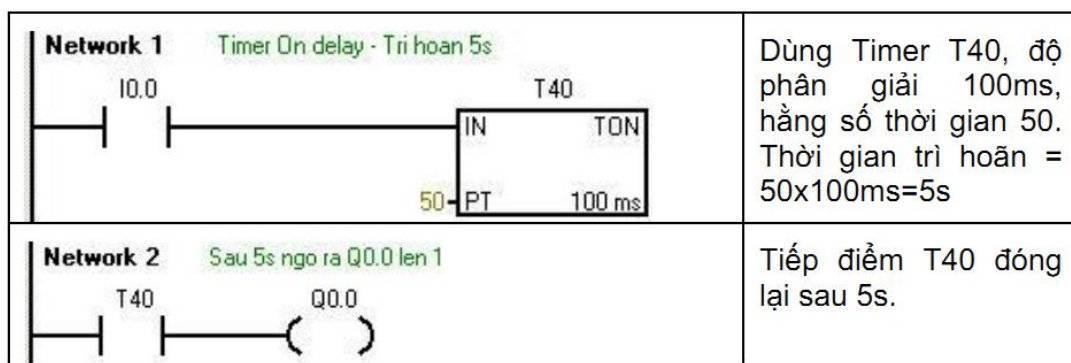 Network 1 Timer On delay - Tri hoan 5s
I0.0
T40
IN TON
50 PT 100 ms
Dùng Timer T40, độ
phân giải 100ms,
hằng số thời gian 50.
Thời gian trì hoãn =
50x100ms=5s
Network 2 Sau 5s ngo ra Q0.0 len 1
T40 Q0.0
Tiếp điểm T40 đóng
lại sau 5s.